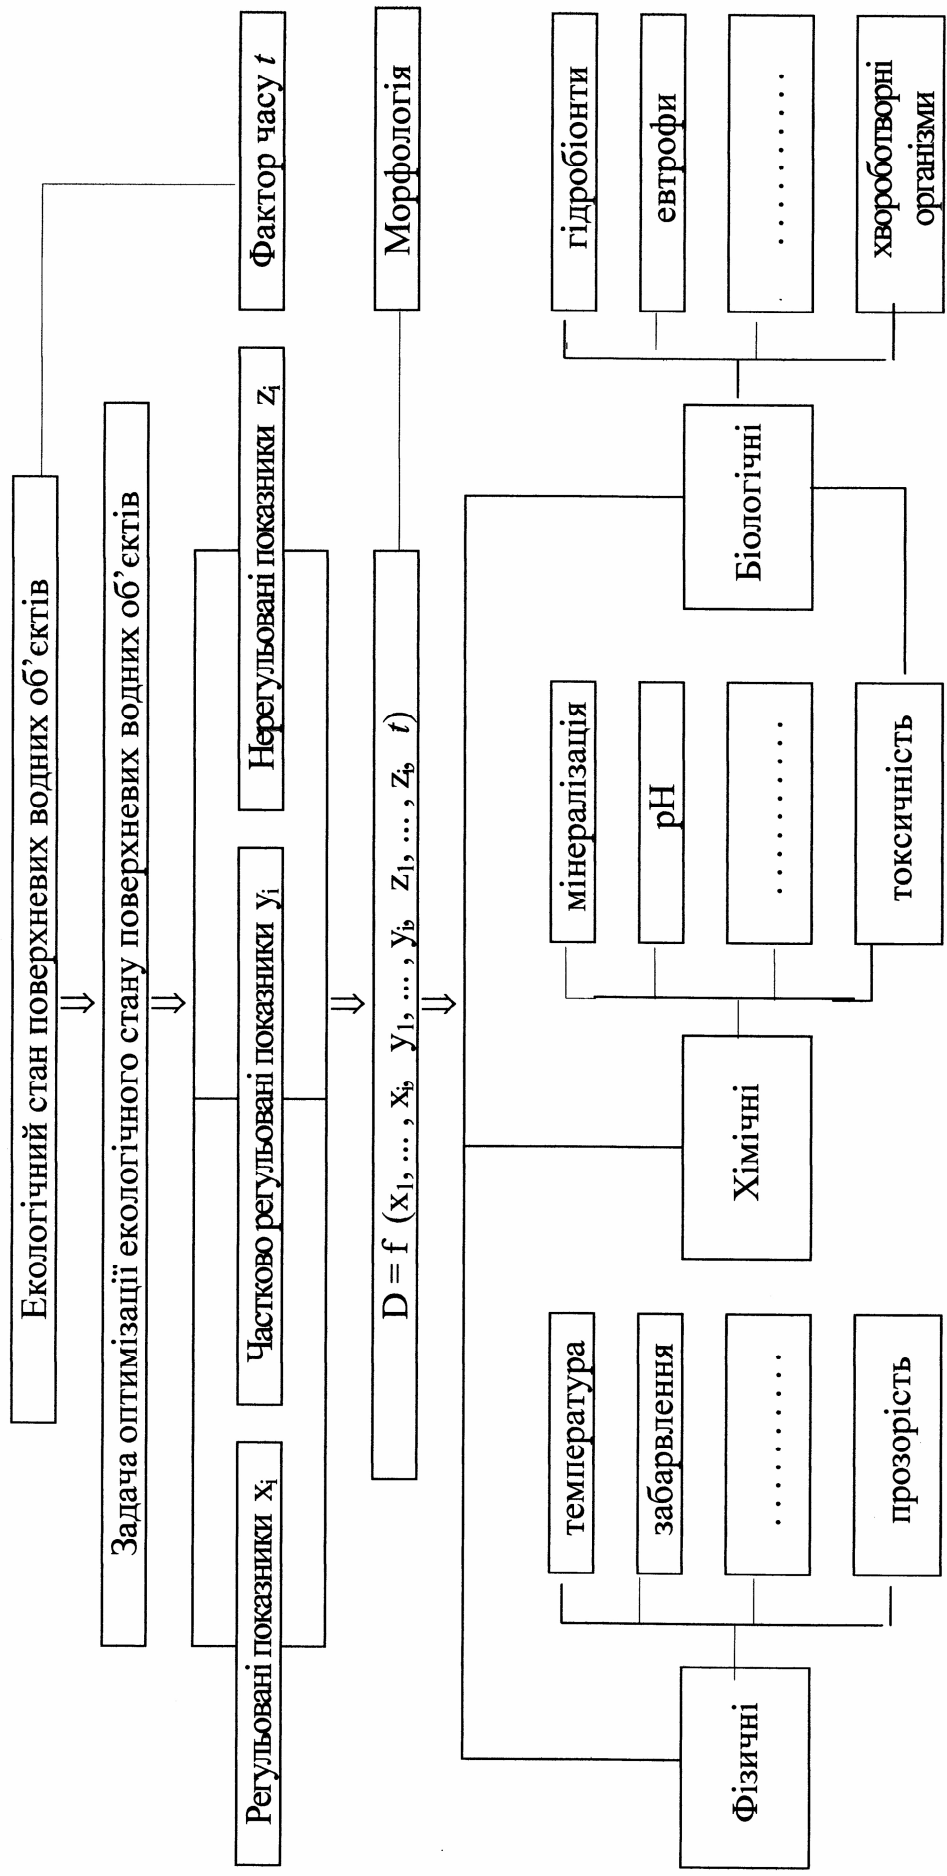 Екологічний стан поверхневих водних об’єктів
Задача оптимізації екологічного стану поверхневих водних об’єктів
Регульовані показники xi
Частково регульовані показники yi
Нерегульовані показники zi
Фактор часу t
D = f (x1, ... , xi, y1, ... , yi, z1, ... , zi, t)
Морфологія
Фізичні
температура
забарвлення
. . . . . . . . . .
прозорість
Хімічні
мінералізація
pH
. . . . . . . . . .
токсичність
Біологічні
гідробіонти
евтрофи
. . . . . . . . . .
хвороботворні
організми